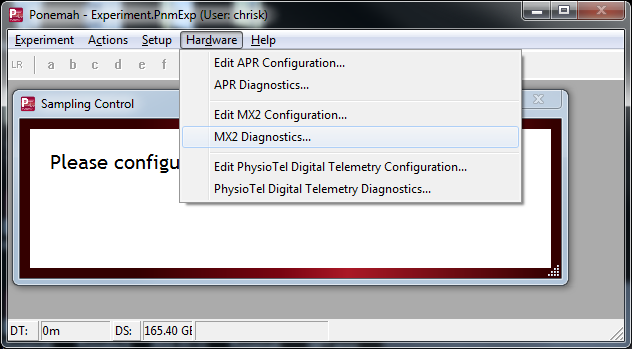 Ponemah - Experiment.PnmExp (User: chrisk)
Experiment Actions Setup Hardware Help
LR a b c d e f
Edit APR Configuration...
APR Diagnostics...
Edit MX2 Configuration...
MX2 Diagnostics...
Edit PhysioTel Digital Telemetry Configuration...
PhysioTel Digital Telemetry Diagnostics...
Sampling Control
Please configu
DT: 0m DS: 165.40 GE